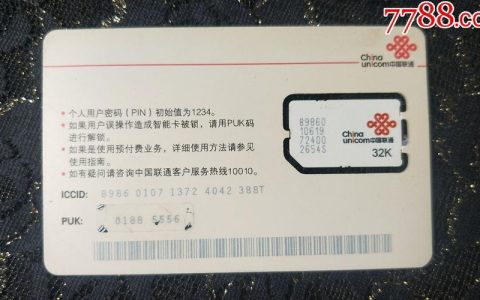 7788.co
China
unicom中国联通
• 个人用户密码（PIN）初始值为1234。
• 如果用户误操作造成智能卡被锁，请用PUK码
进行解锁。
• 如果是使用预付费业务，详细使用方法请参见
使用指南。
• 如有疑问请咨询中国联通客户服务热线10010。
ICCID: 8986 0107 1372 4042 388T
PUK: 0188 5556
89860
10619
72400
2654S
China
unicom中国联通
32K